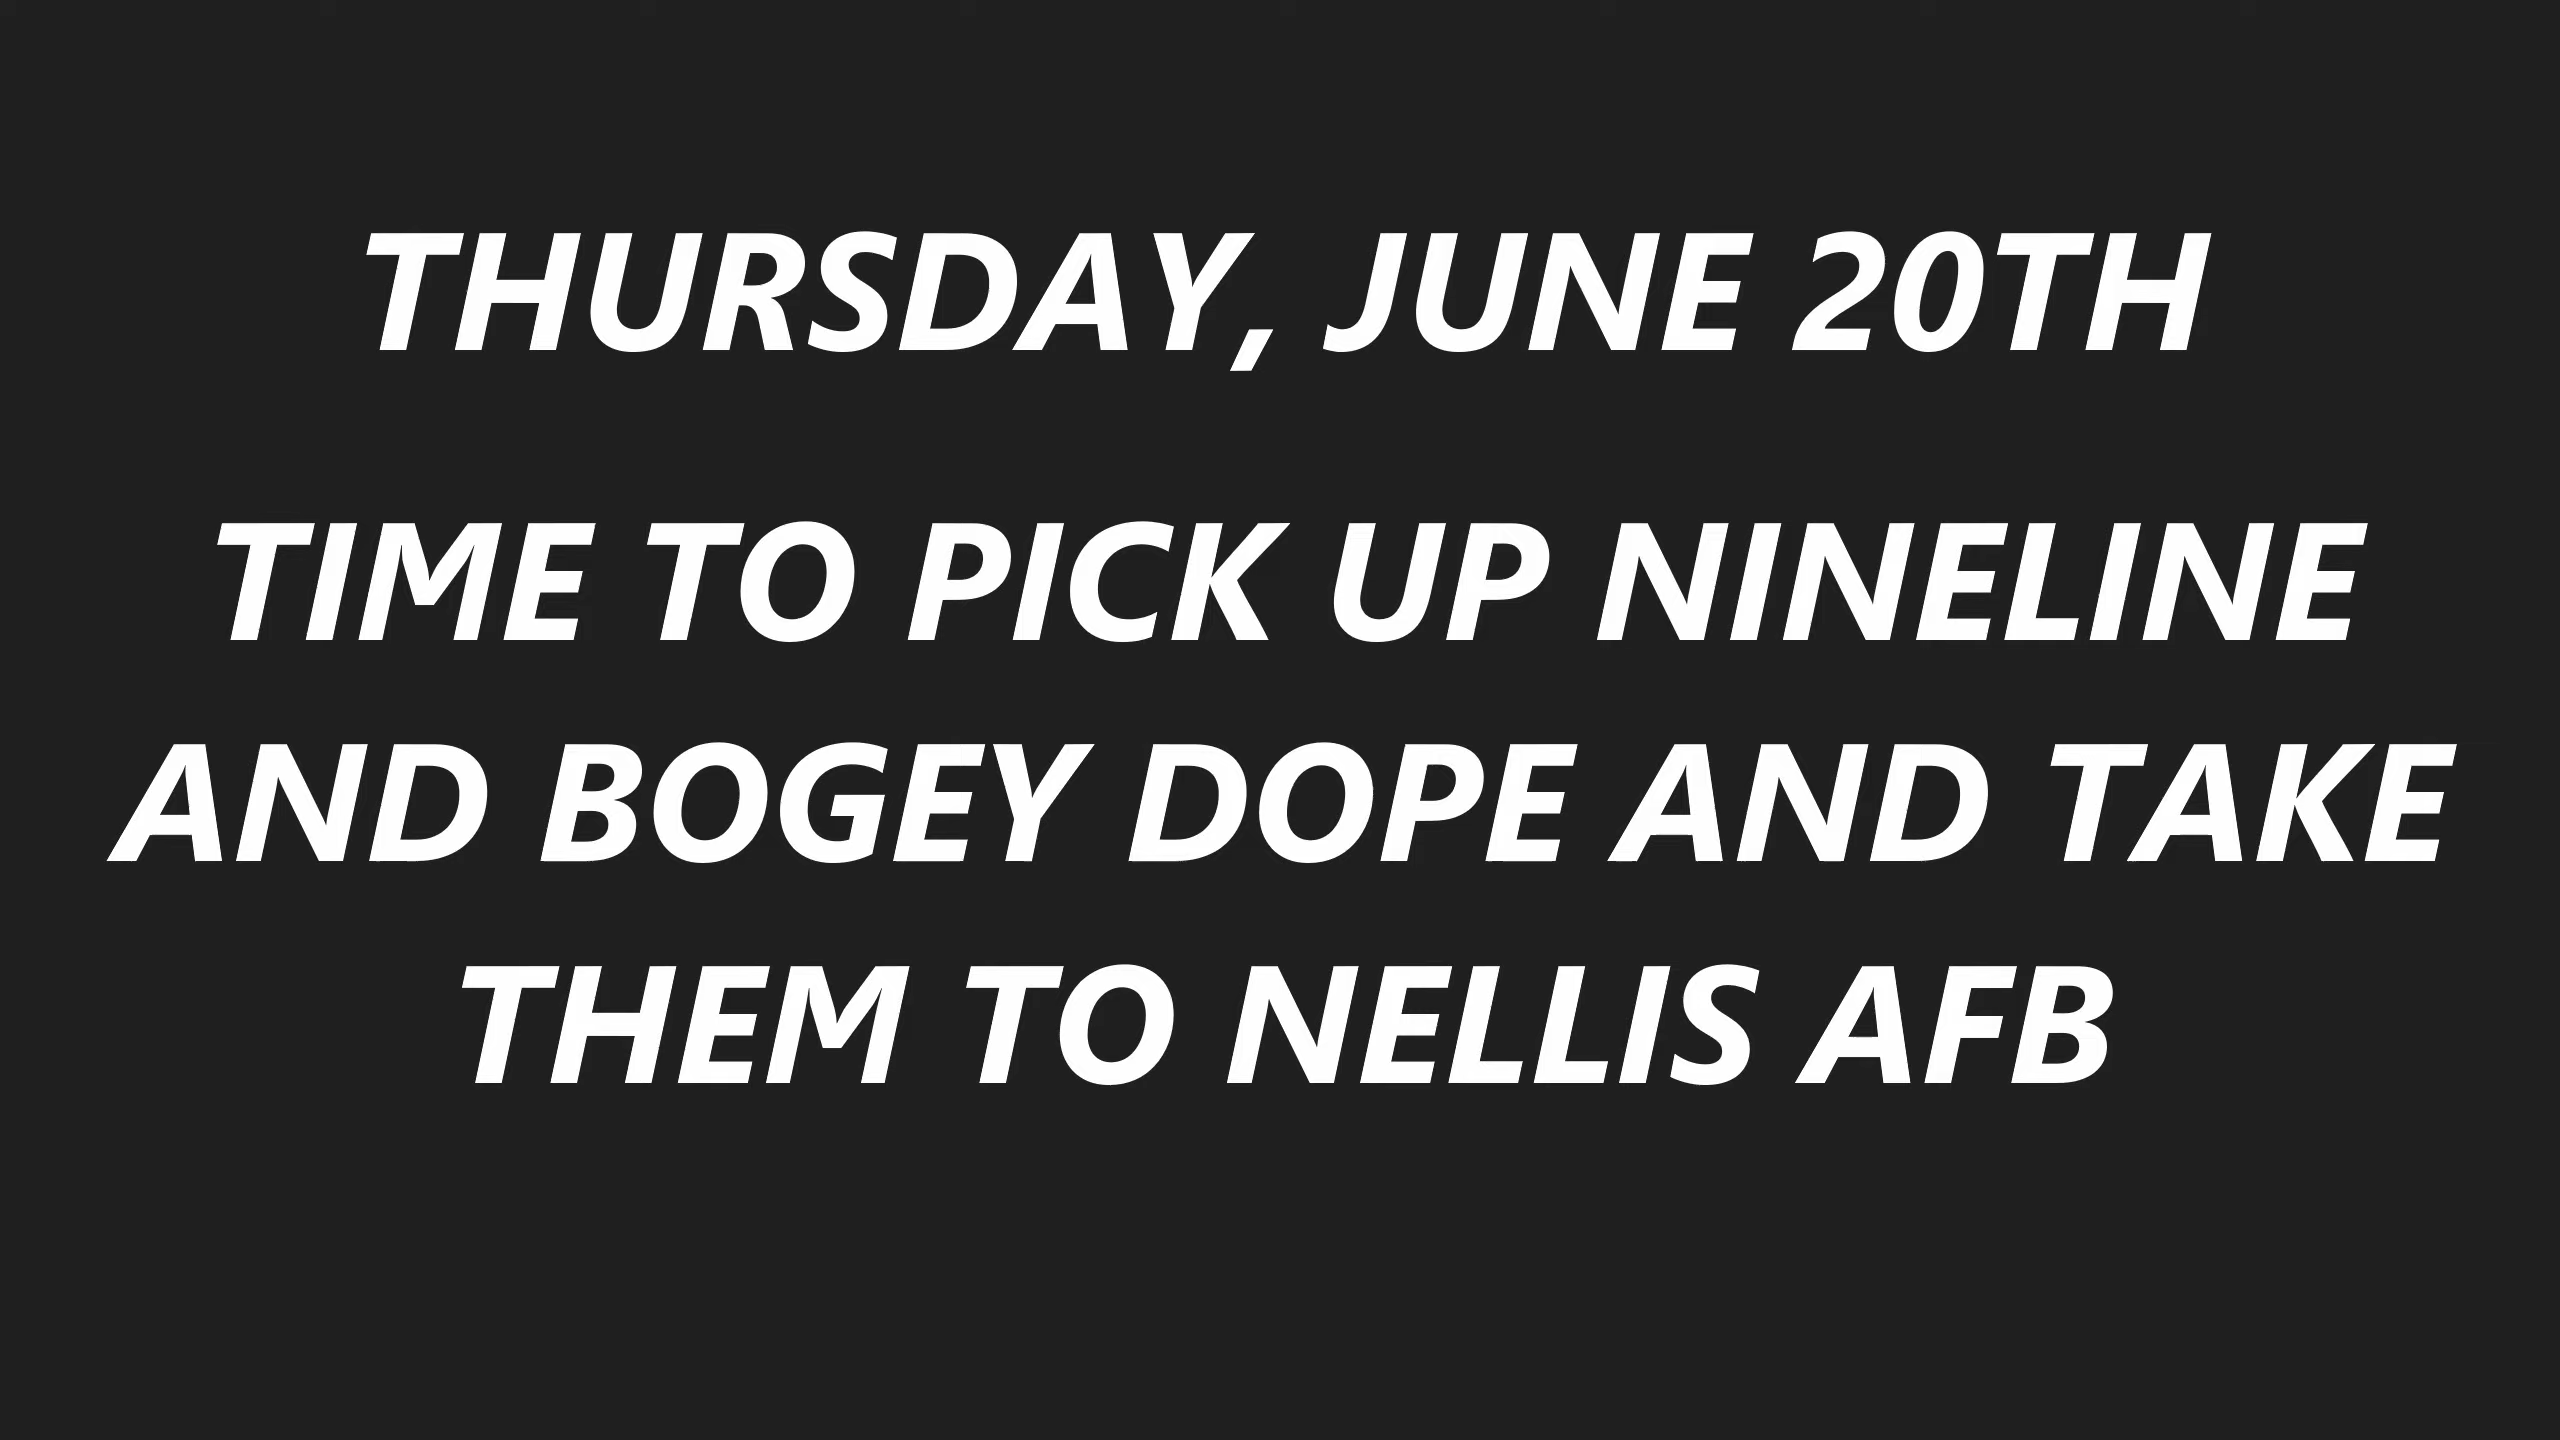 THURSDAY, JUNE 20TH
TIME TO PICK UP NINELINE
AND BOGEY DOPE AND TAKE
THEM TO NELLIS AFB